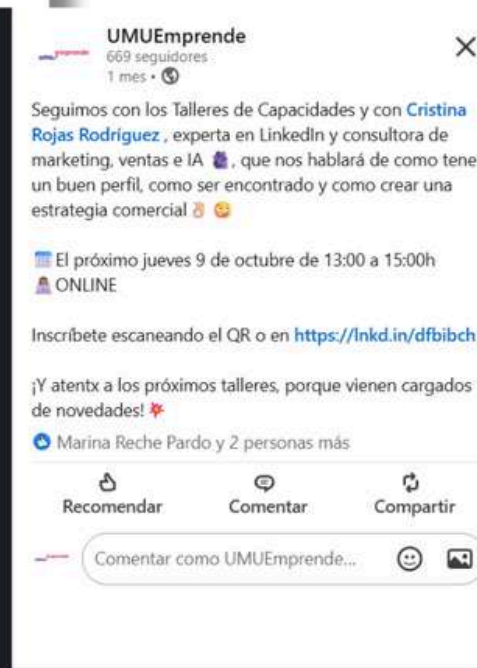 UMUEmprende
669 seguidores
1 mes •
Seguimos con los Talleres de Capacidades y con Cristina
Rojas Rodríguez , experta en LinkedIn y consultora de
marketing, ventas e IA , que nos hablará de como tene
un buen perfil, como ser encontrado y como crear una
estrategia comercial
El próximo jueves 9 de octubre de 13:00 a 15:00h
ONLINE
Inscríbete escaneando el QR o en https://lnkd.in/dfbibch
¡Y atentx a los próximos talleres, porque vienen cargados
de novedades!
Marina Reche Pardo y 2 personas más
Recomendar Comentar Compartir
Comentar como UMUEmprende...